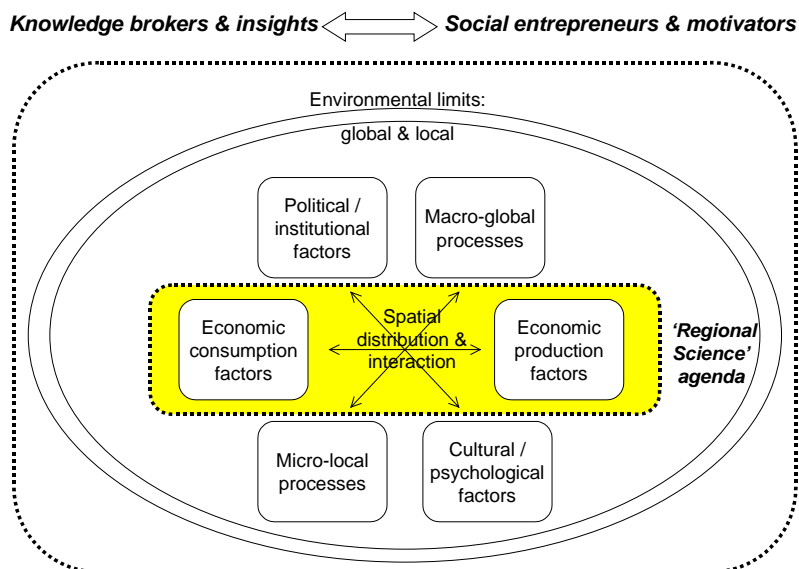 Knowledge brokers & insights
Social entrepreneurs & motivators
Environmental limits:
global & local
Political /
institutional
factors
Macro-global
processes
Economic
consumption
factors
Spatial
distribution &
interaction
Economic
production
factors
‘Regional
Science’
agenda
Micro-local
processes
Cultural /
psychological
factors